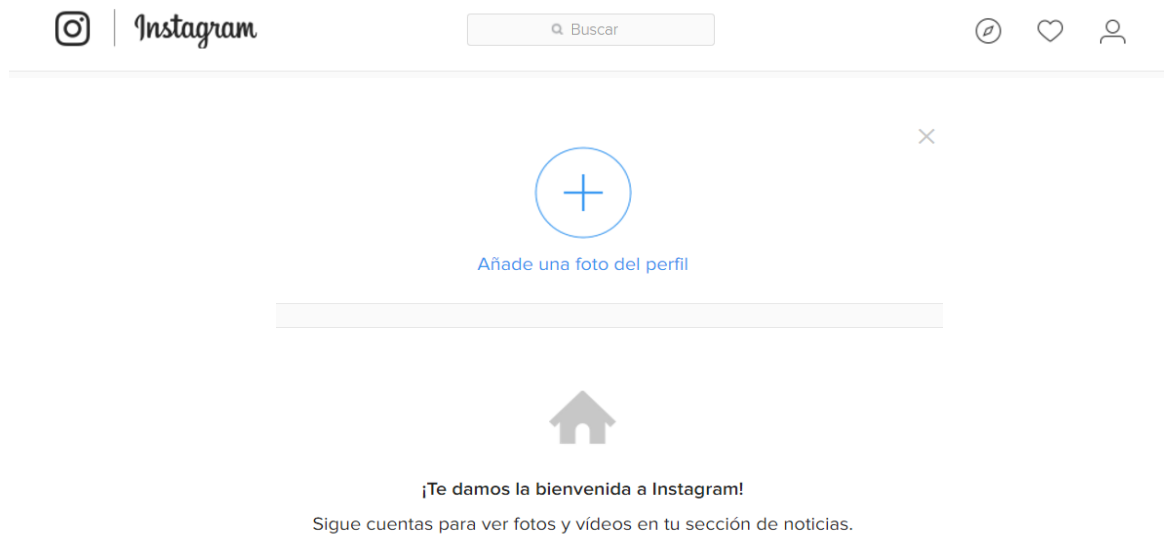 Instagram
Buscar
Añade una foto del perfil
¡Te damos la bienvenida a Instagram!
Sigue cuentas para ver fotos y vídeos en tu sección de noticias.